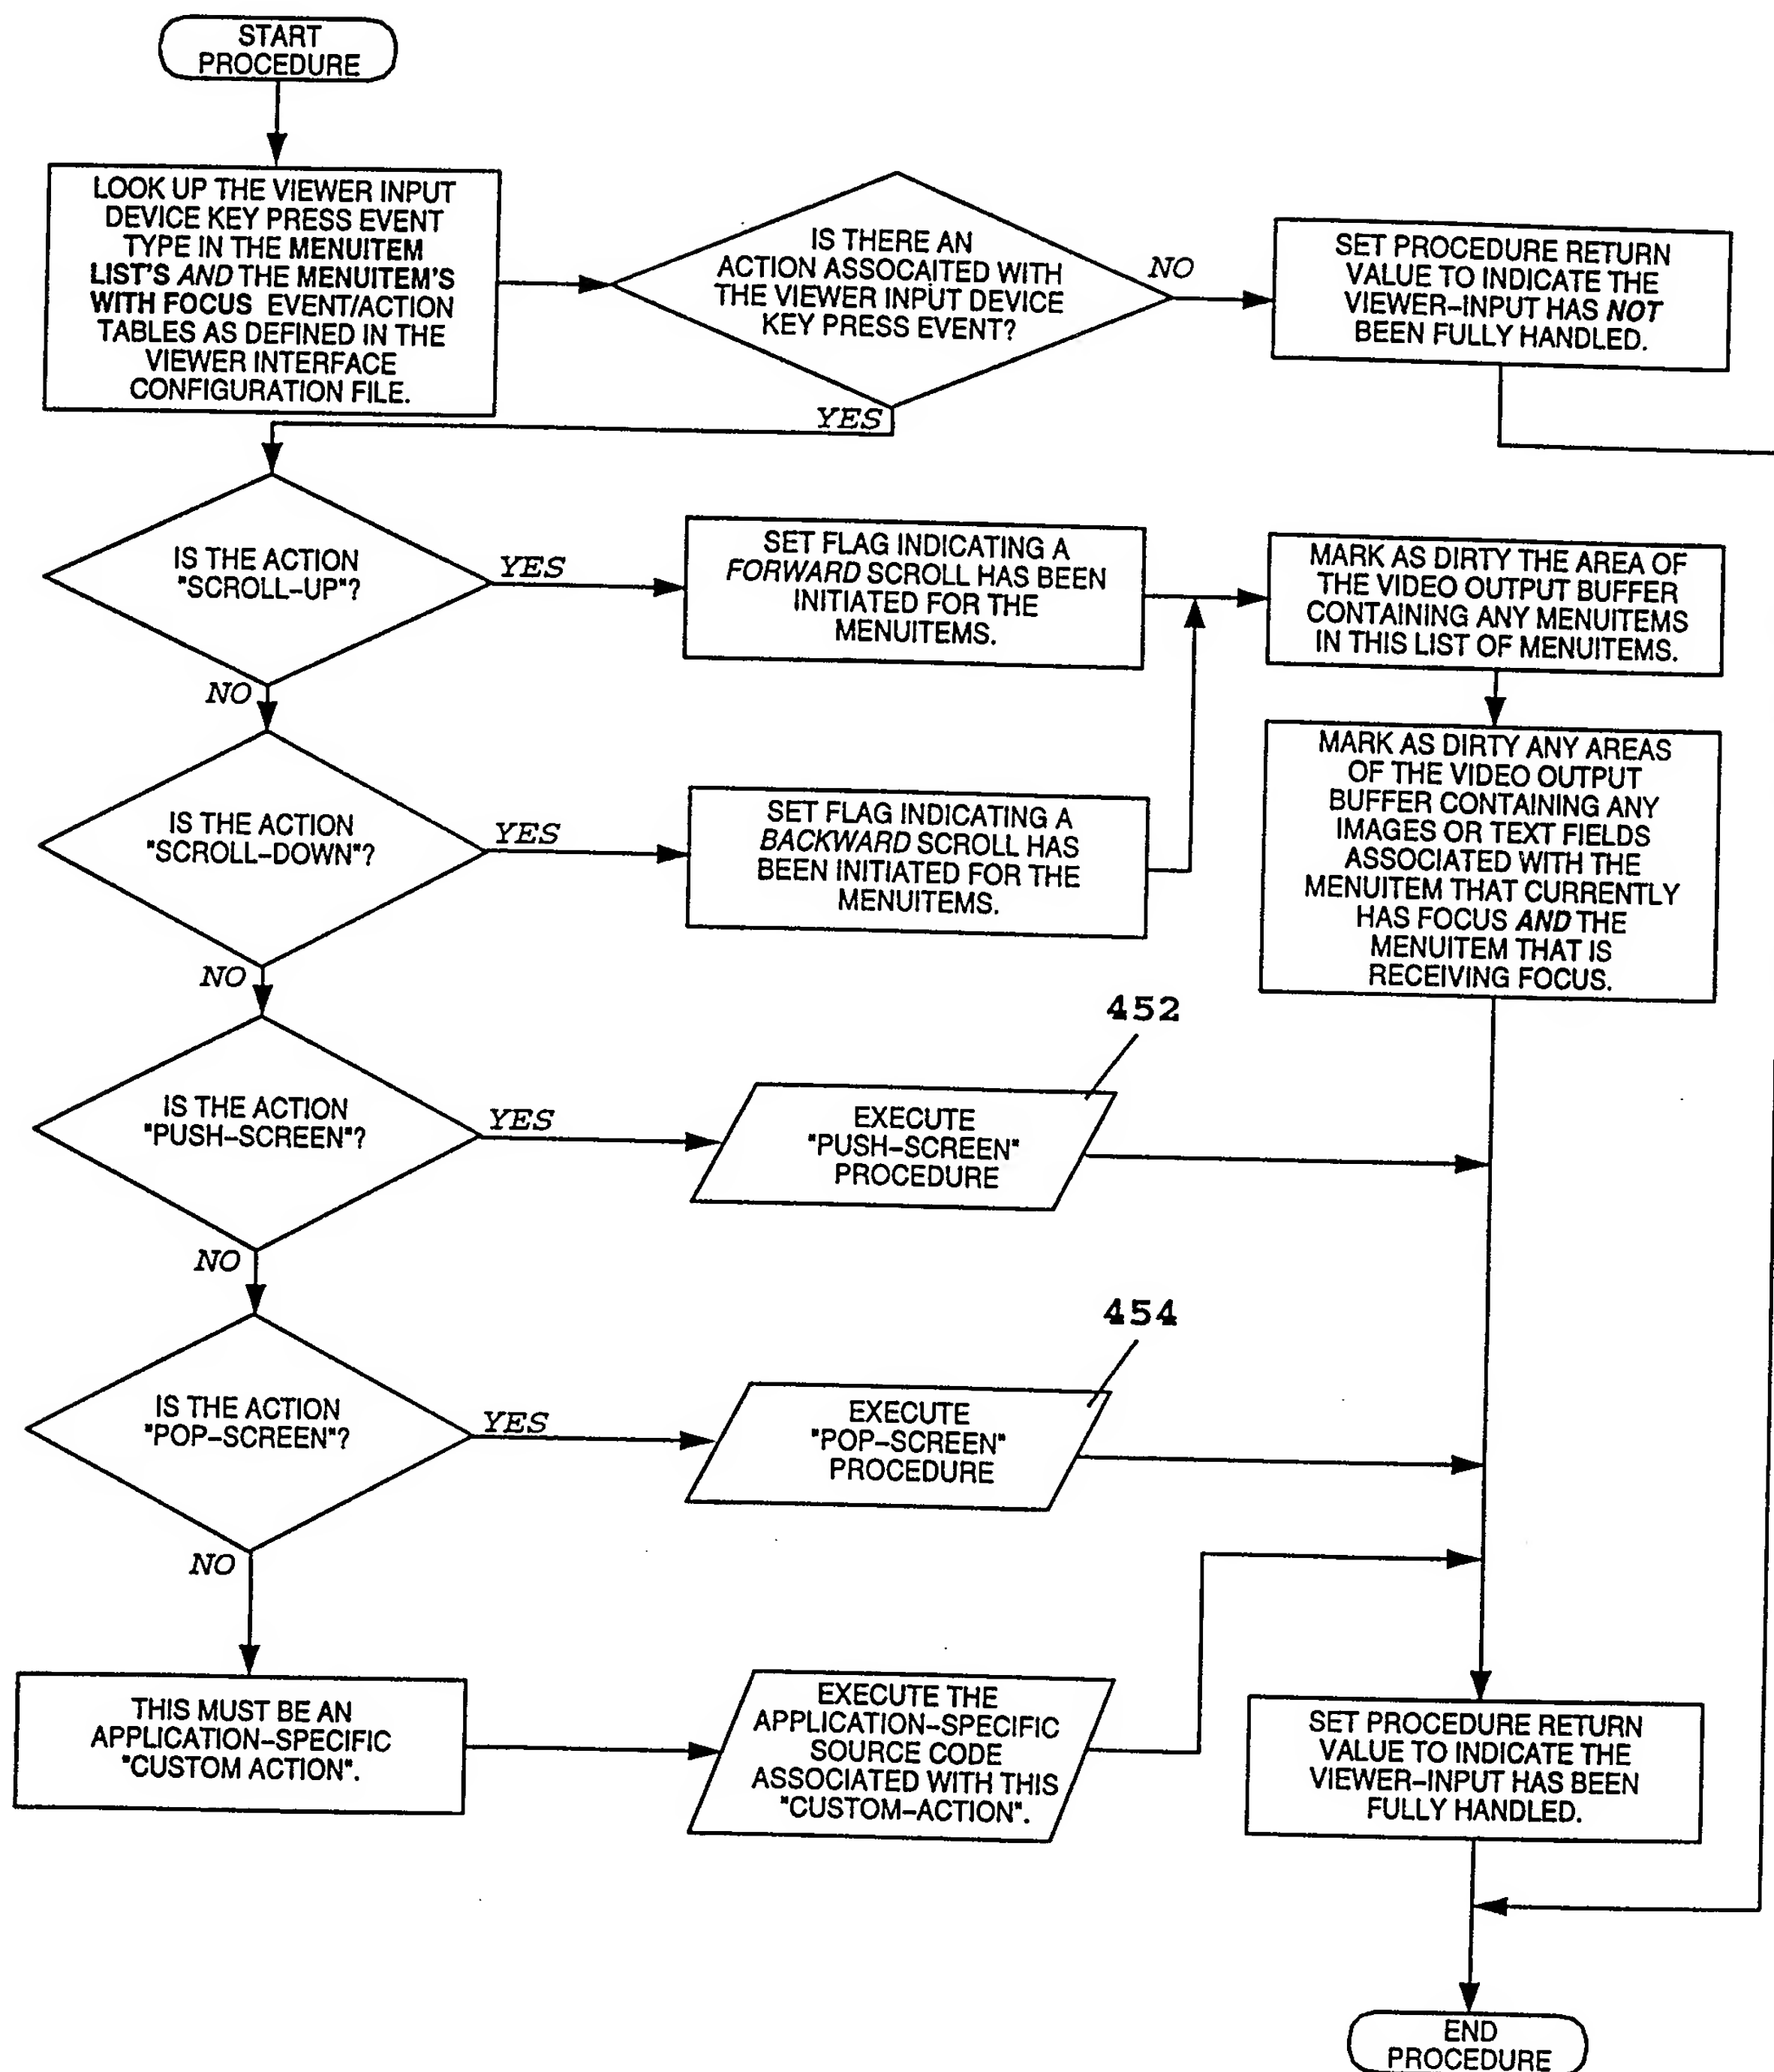 START
PROCEDURE
LOOK UP THE VIEWER INPUT
DEVICE KEY PRESS EVENT
TYPE IN THE MENUITEM
LIST'S AND THE MENUITEM'S
WITH FOCUS EVENT/ACTION
TABLES AS DEFINED IN THE
VIEWER INTERFACE
CONFIGURATION FILE.
IS THERE AN
ACTION ASSOCAITED WITH
THE VIEWER INPUT DEVICE
KEY PRESS EVENT?
NO
SET PROCEDURE RETURN
VALUE TO INDICATE THE
VIEWER-INPUT HAS NOT
BEEN FULLY HANDLED.
YES
IS THE ACTION
"SCROLL-UP"?
YES
SET FLAG INDICATING A
FORWARD SCROLL HAS BEEN
INITIATED FOR THE
MENUITEMS.
MARK AS DIRTY THE AREA OF
THE VIDEO OUTPUT BUFFER
CONTAINING ANY MENUITEMS
IN THIS LIST OF MENUITEMS.
NO
IS THE ACTION
"SCROLL-DOWN"?
YES
SET FLAG INDICATING A
BACKWARD SCROLL HAS
BEEN INITIATED FOR THE
MENUITEMS.
MARK AS DIRTY ANY AREAS
OF THE VIDEO OUTPUT
BUFFER CONTAINING ANY
IMAGES OR TEXT FIELDS
ASSOCIATED WITH THE
MENUITEM THAT CURRENTLY
HAS FOCUS AND THE
MENUITEM THAT IS
RECEIVING FOCUS.
NO
IS THE ACTION
"PUSH-SCREEN"?
YES
452
EXECUTE
"PUSH-SCREEN"
PROCEDURE
NO
IS THE ACTION
"POP-SCREEN"?
YES
454
EXECUTE
"POP-SCREEN"
PROCEDURE
NO
THIS MUST BE AN
APPLICATION-SPECIFIC
"CUSTOM ACTION".
EXECUTE THE
APPLICATION-SPECIFIC
SOURCE CODE
ASSOCIATED WITH THIS
"CUSTOM-ACTION".
SET PROCEDURE RETURN
VALUE TO INDICATE THE
VIEWER-INPUT HAS BEEN
FULLY HANDLED.
END
PROCEDURE